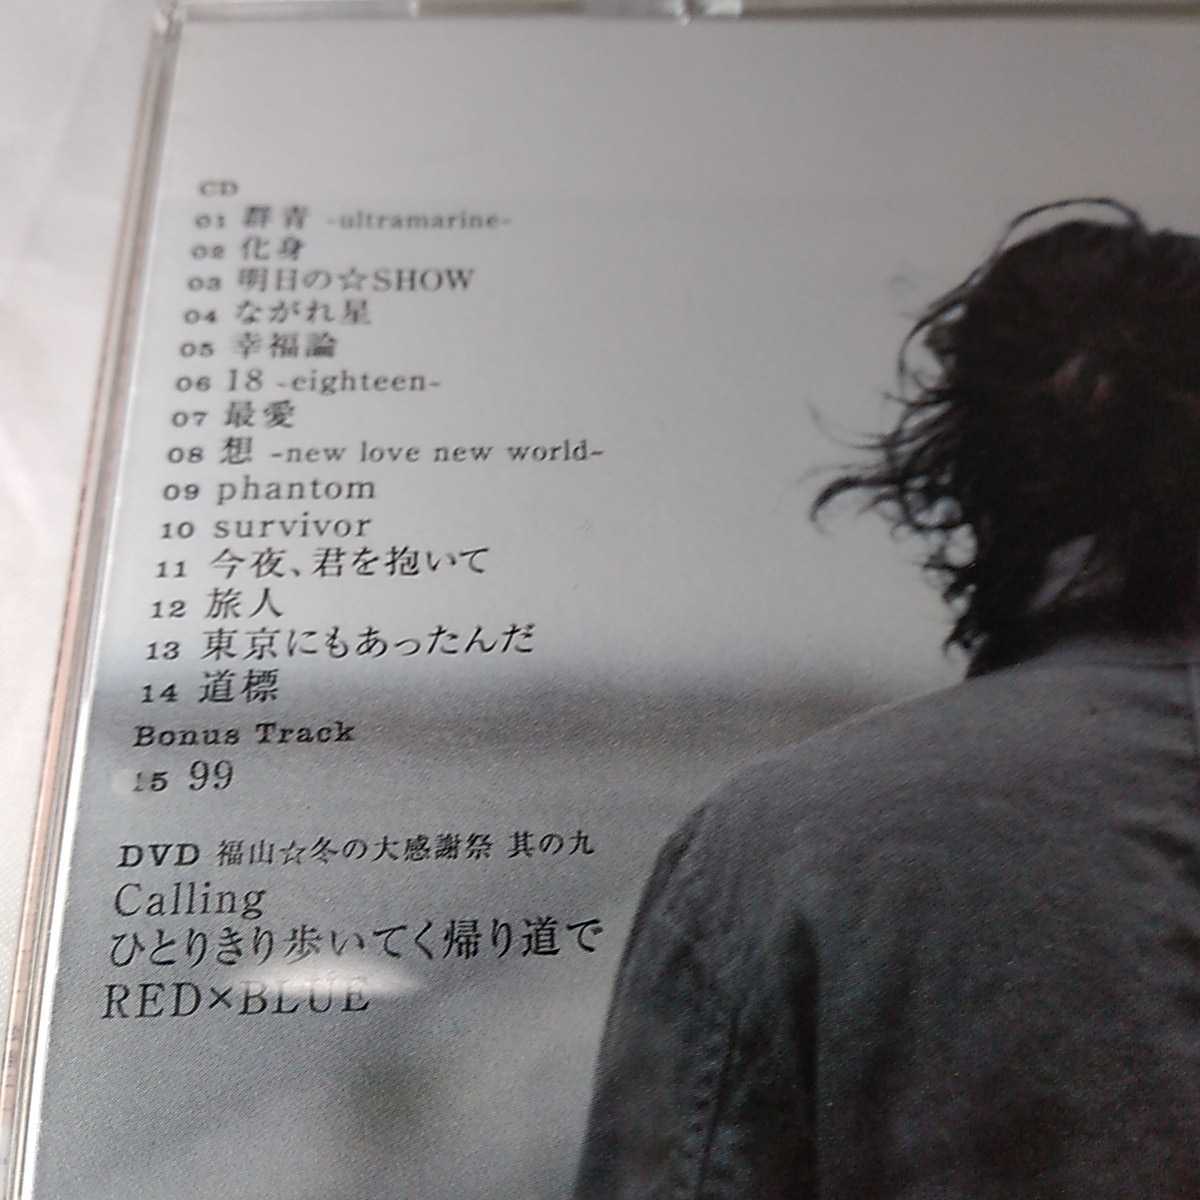 CD
01 群青 -ultramarine-
02 化身
03 明日の☆SHOW
04 ながれ星
05 幸福論
06 18 -eighteen-
07 最愛
08 想 -new love new world-
09 phantom
10 survivor
11 今夜、君を抱いて
12 旅人
13 東京にもあったんだ
14 道標
Bonus Track
15 99
DVD 福山☆冬の大感謝祭 其の九
Calling
ひとりきり歩いてく帰り道で
RED×BLUE